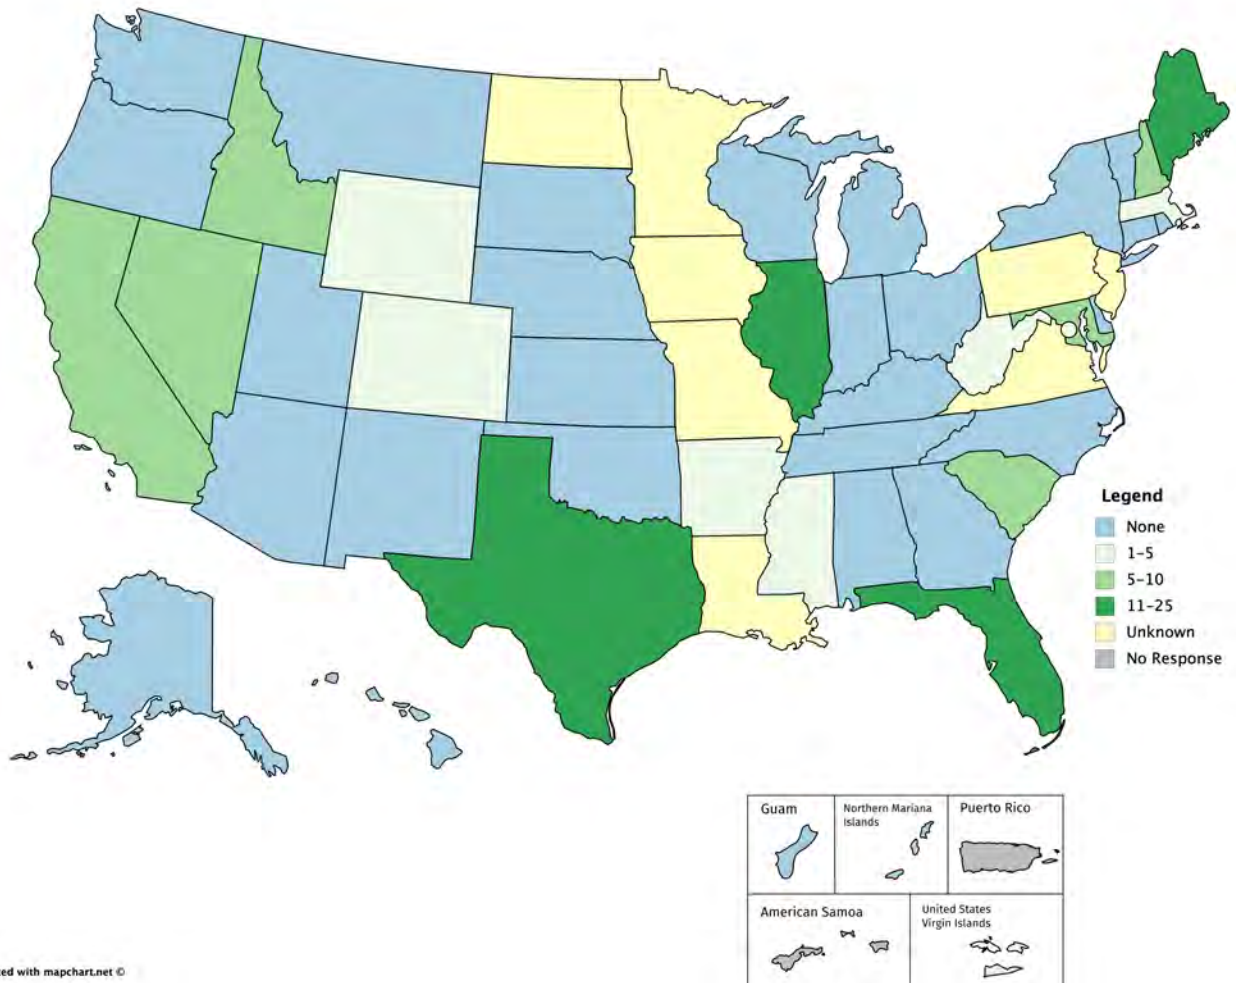 Legend
None
1-5
5-10
11-25
Unknown
No Response
Guam
Northern Mariana
Islands
Puerto Rico
American Samoa
United States
Virgin Islands
with mapchart.net ©